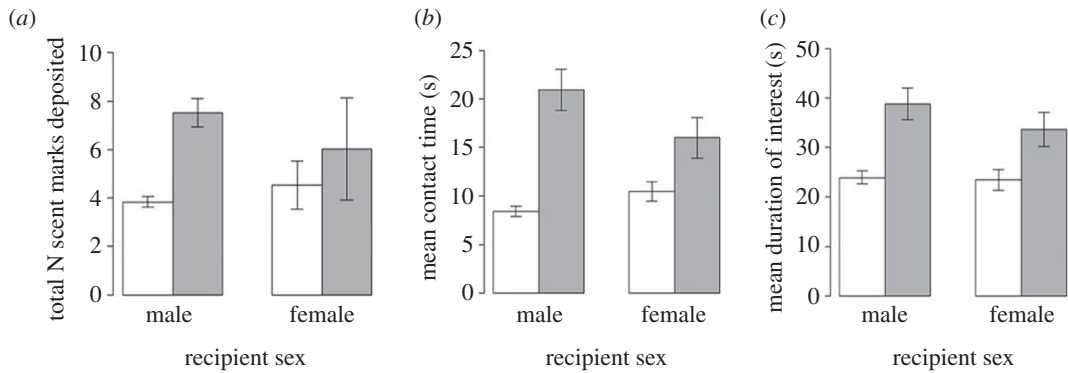 (a)
total N scent marks deposited
10
8
6
4
2
0
male
female
recipient sex
(b)
mean contact time (s)
25
20
15
10
5
0
male
female
recipient sex
(c)
mean duration of interest (s)
50
40
30
20
10
0
male
female
recipient sex